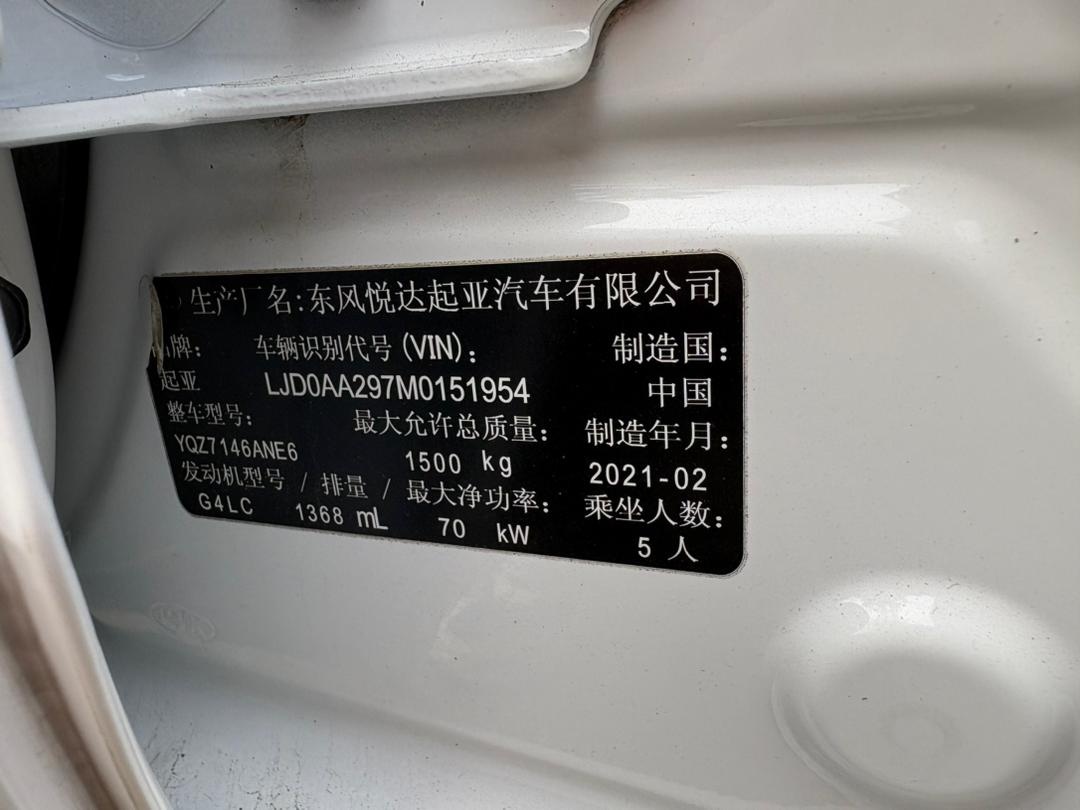 生产厂名:东风悦达起亚汽车有限公司
品牌: 车辆识别代号(VIN): 制造国:
起亚 LJD0AA297M0151954 中国
整车型号: 最大允许总质量: 制造年月:
YQZ7146ANE6 1500 kg 2021-02
发动机型号 / 排量 / 最大净功率: 乘坐人数:
G4LC 1368 mL 70 kW 5 人